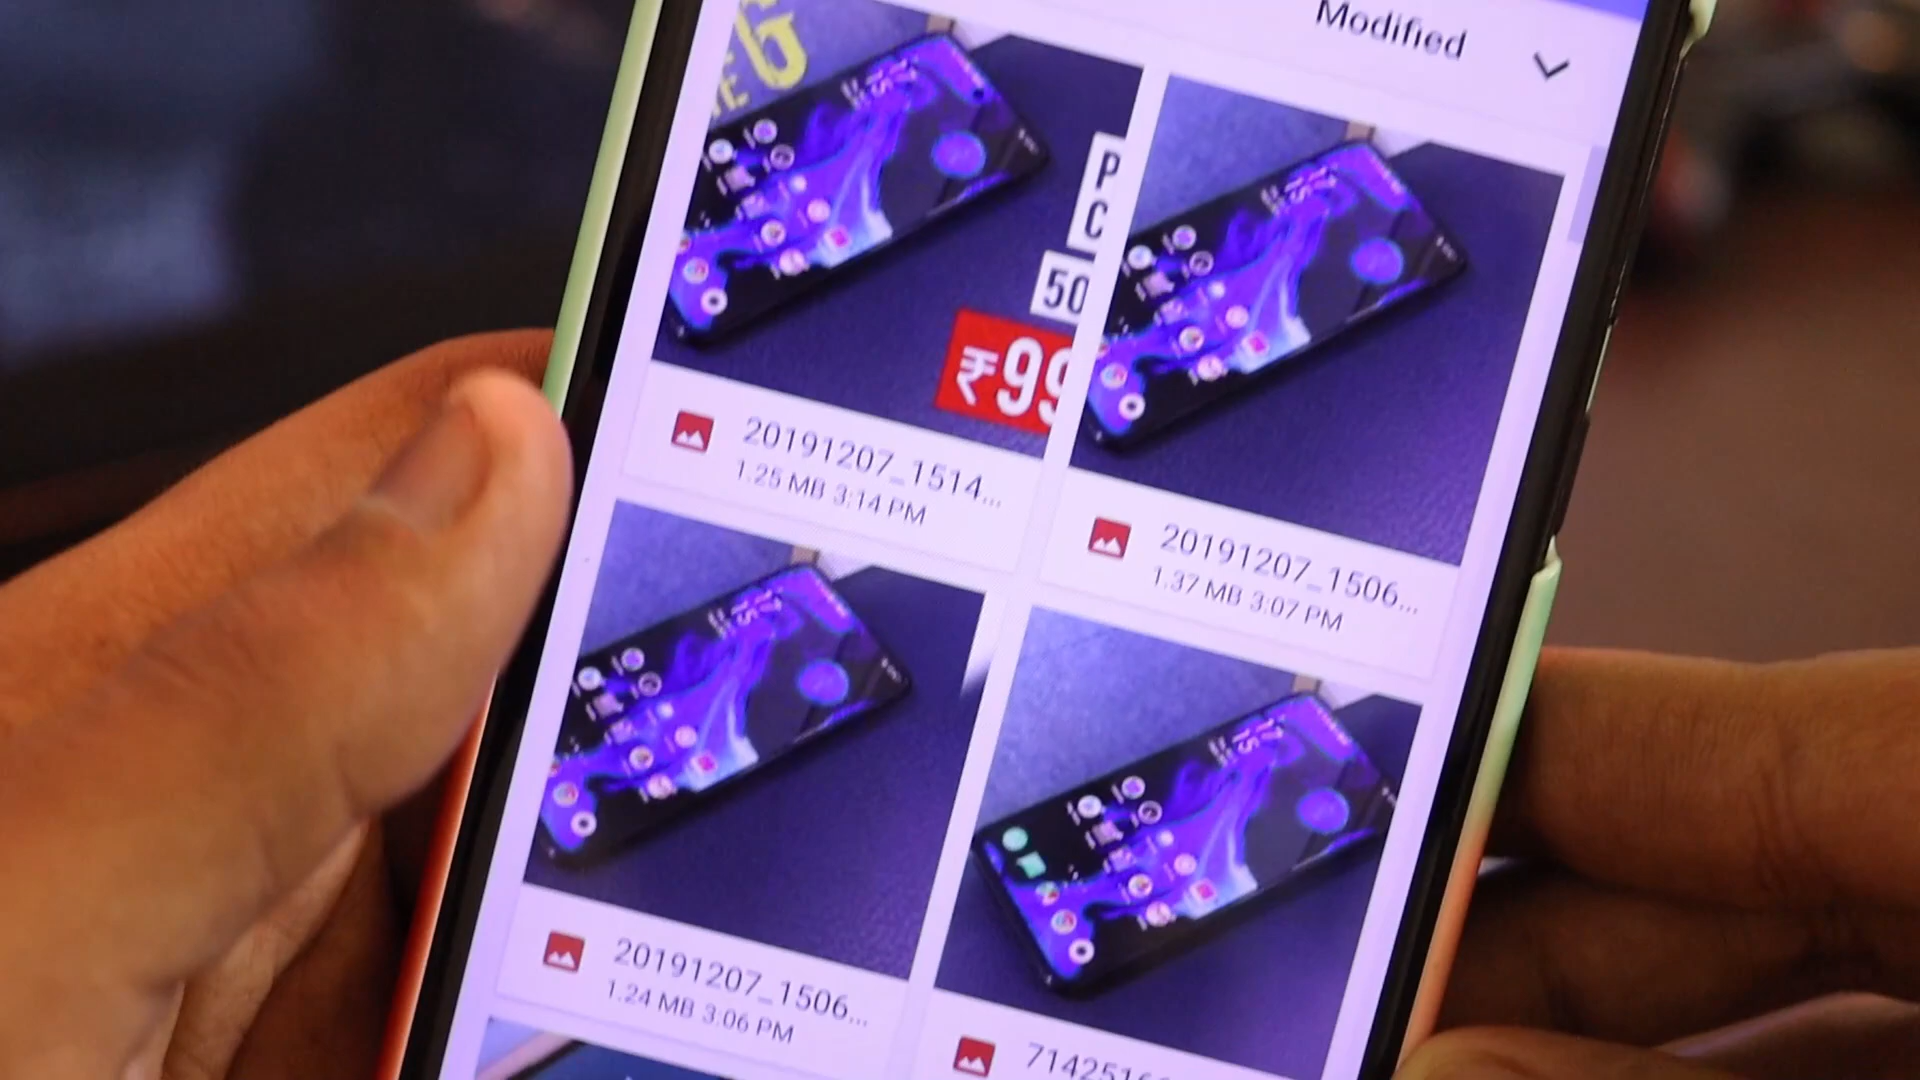 Modified
G
E
P
C
50
₹99
20191207_1514...
1.25 MB 3:14 PM
20191207_1506...
1.37 MB 3:07 PM
20191207_1506...
1.24 MB 3:06 PM
7142516